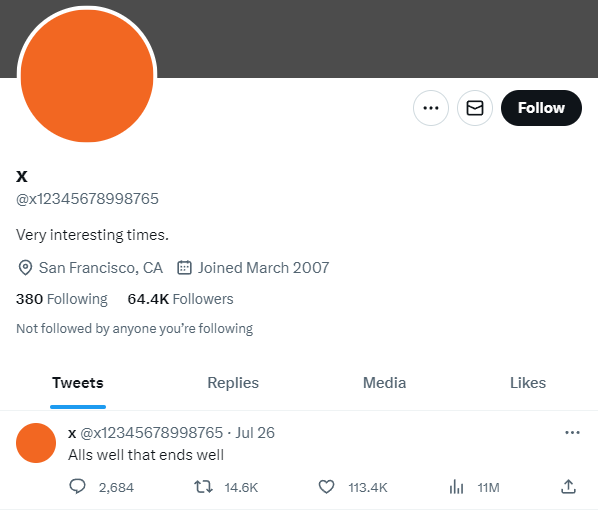 Follow
x
@x12345678998765
Very interesting times.
San Francisco, CA Joined March 2007
380 Following 64.4K Followers
Not followed by anyone you’re following
Tweets Replies Media Likes
x @x12345678998765 · Jul 26
Alls well that ends well
2,684 14.6K 113.4K 11M